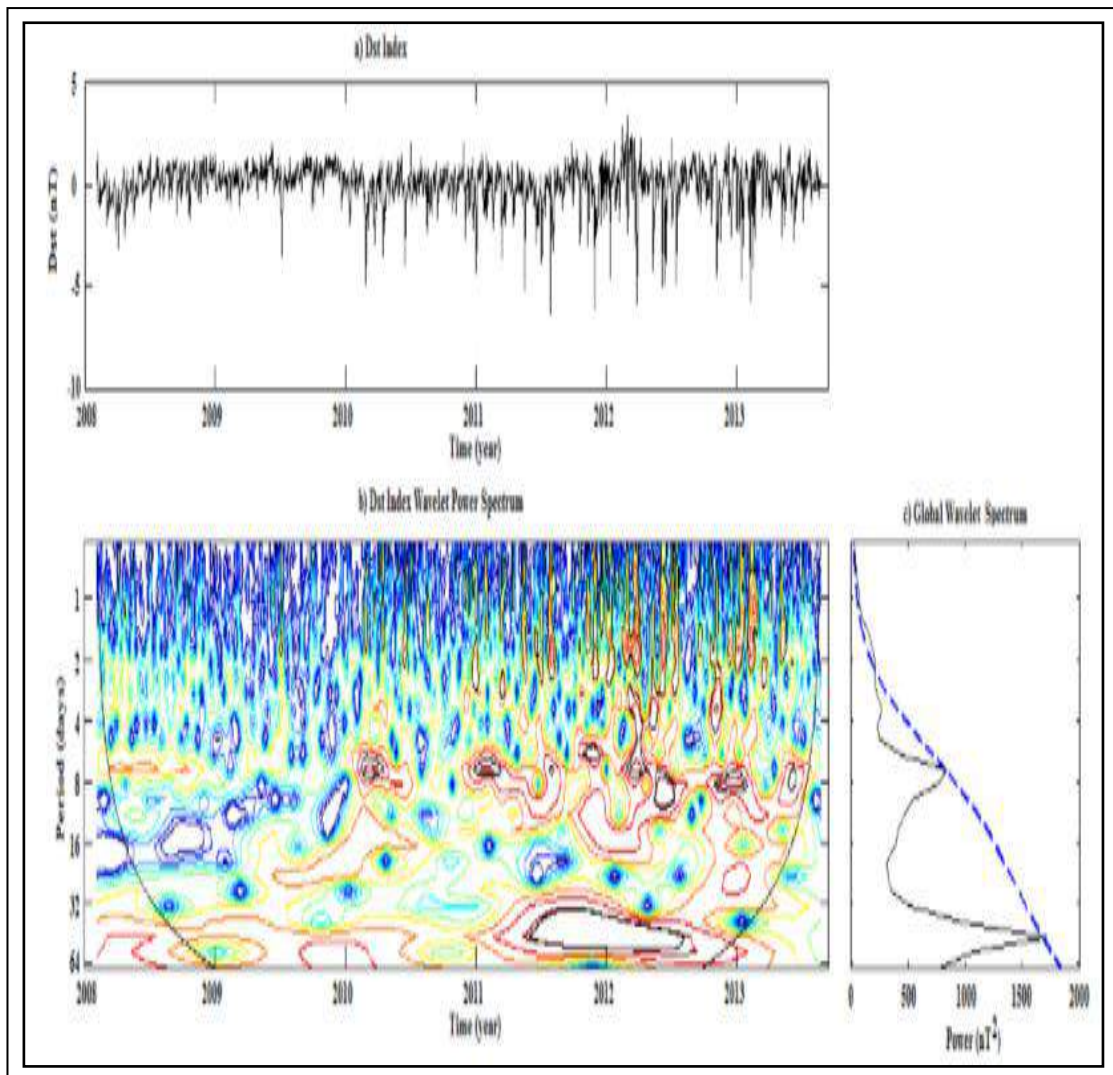 a) Dst Index
5
0
-5
-10
Dst (nT)
2008 2009 2010 2011 2012 2013
Time (year)
b) Dst Index Wavelet Power Spectrum
c) Global Wavelet Spectrum
1
4
8
16
32
64
Period (days)
2008 2009 2010 2011 2012 2013
Time (year)
0 500 1000 1500 2000
Power (nT²)